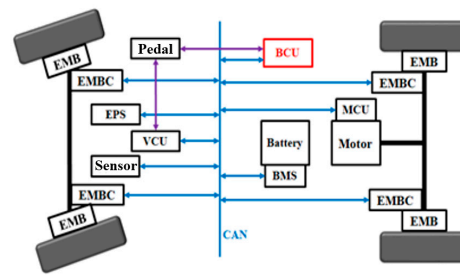 EMB
Pedal
BCU
EMB
EMBC
EMBC
EPS
MCU
VCU
Battery
Motor
Sensor
BMS
EMBC
EMBC
EMB
EMB
CAN